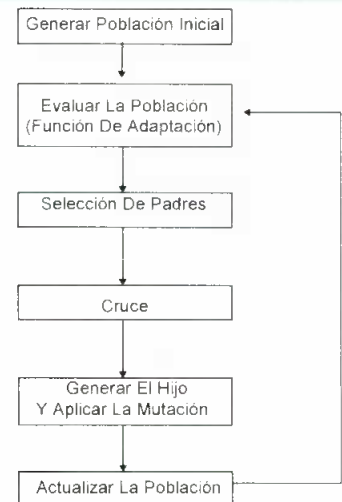 Generar Población Inicial
Evaluar La Población
(Función De Adaptación)
Selección De Padres
Cruce
Generar El Hijo
Y Aplicar La Mutación
Actualizar La Población